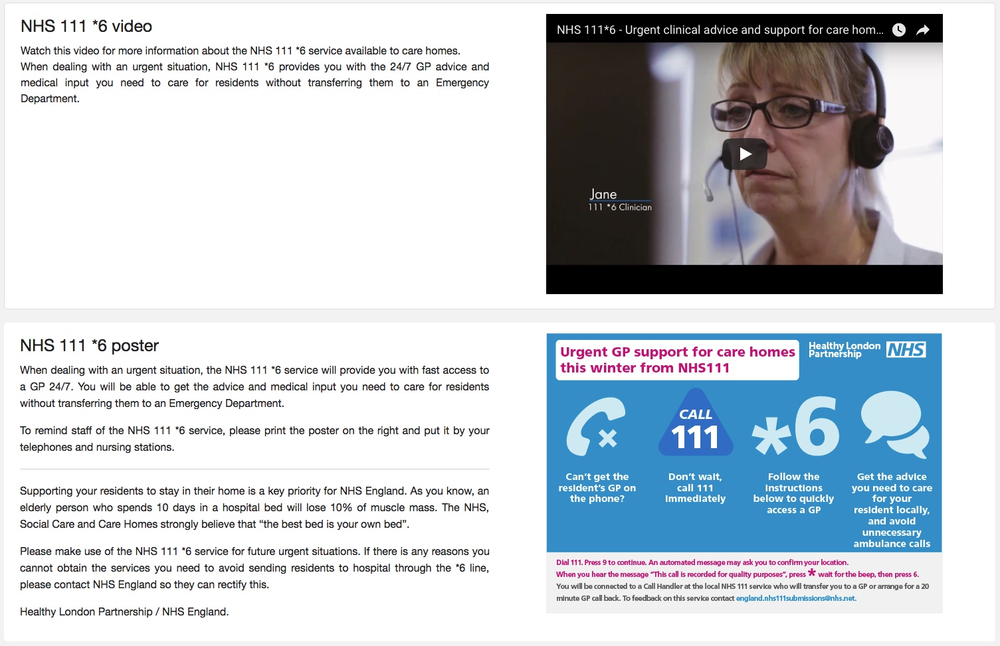 NHS 111 *6 video
Watch this video for more information about the NHS 111 *6 service available to care homes.
When dealing with an urgent situation, NHS 111 *6 provides you with the 24/7 GP advice and
medical input you need to care for residents without transferring them to an Emergency
Department.
NHS 111*6 - Urgent clinical advice and support for care hom...
Jane
111 *6 Clinician
NHS 111 *6 poster
When dealing with an urgent situation, the NHS 111 *6 service will provide you with fast access to
a GP 24/7. You will be able to get the advice and medical input you need to care for residents
without transferring them to an Emergency Department.
To remind staff of the NHS 111 *6 service, please print the poster on the right and put it by your
telephones and nursing stations.
Supporting your residents to stay in their home is a key priority for NHS England. As you know, an
elderly person who spends 10 days in a hospital bed will lose 10% of muscle mass. The NHS,
Social Care and Care Homes strongly believe that “the best bed is your own bed”.
Please make use of the NHS 111 *6 service for future urgent situations. If there is any reasons you
cannot obtain the services you need to avoid sending residents to hospital through the *6 line,
please contact NHS England so they can rectify this.
Healthy London Partnership / NHS England.
Urgent GP support for care homes
this winter from NHS111
Healthy London
Partnership
NHS
CALL
111
*6
Can't get the
resident's GP on
the phone?
Don't wait,
call 111
immediately
Follow the
instructions
below to quickly
access a GP
Get the advice
you need to care
for your
resident locally,
and avoid
unnecessary
ambulance calls
Dial 111. Press 9 to continue. An automated message may ask you to confirm your location.
When you hear the message “This call is recorded for quality purposes”, press * wait for the beep, then press 6.
You will be connected to a Call Handler at the local NHS 111 service who will transfer you to a GP or arrange for a 20
minute GP call back. To feedback on this service contact england.nhs111submissions@nhs.net.